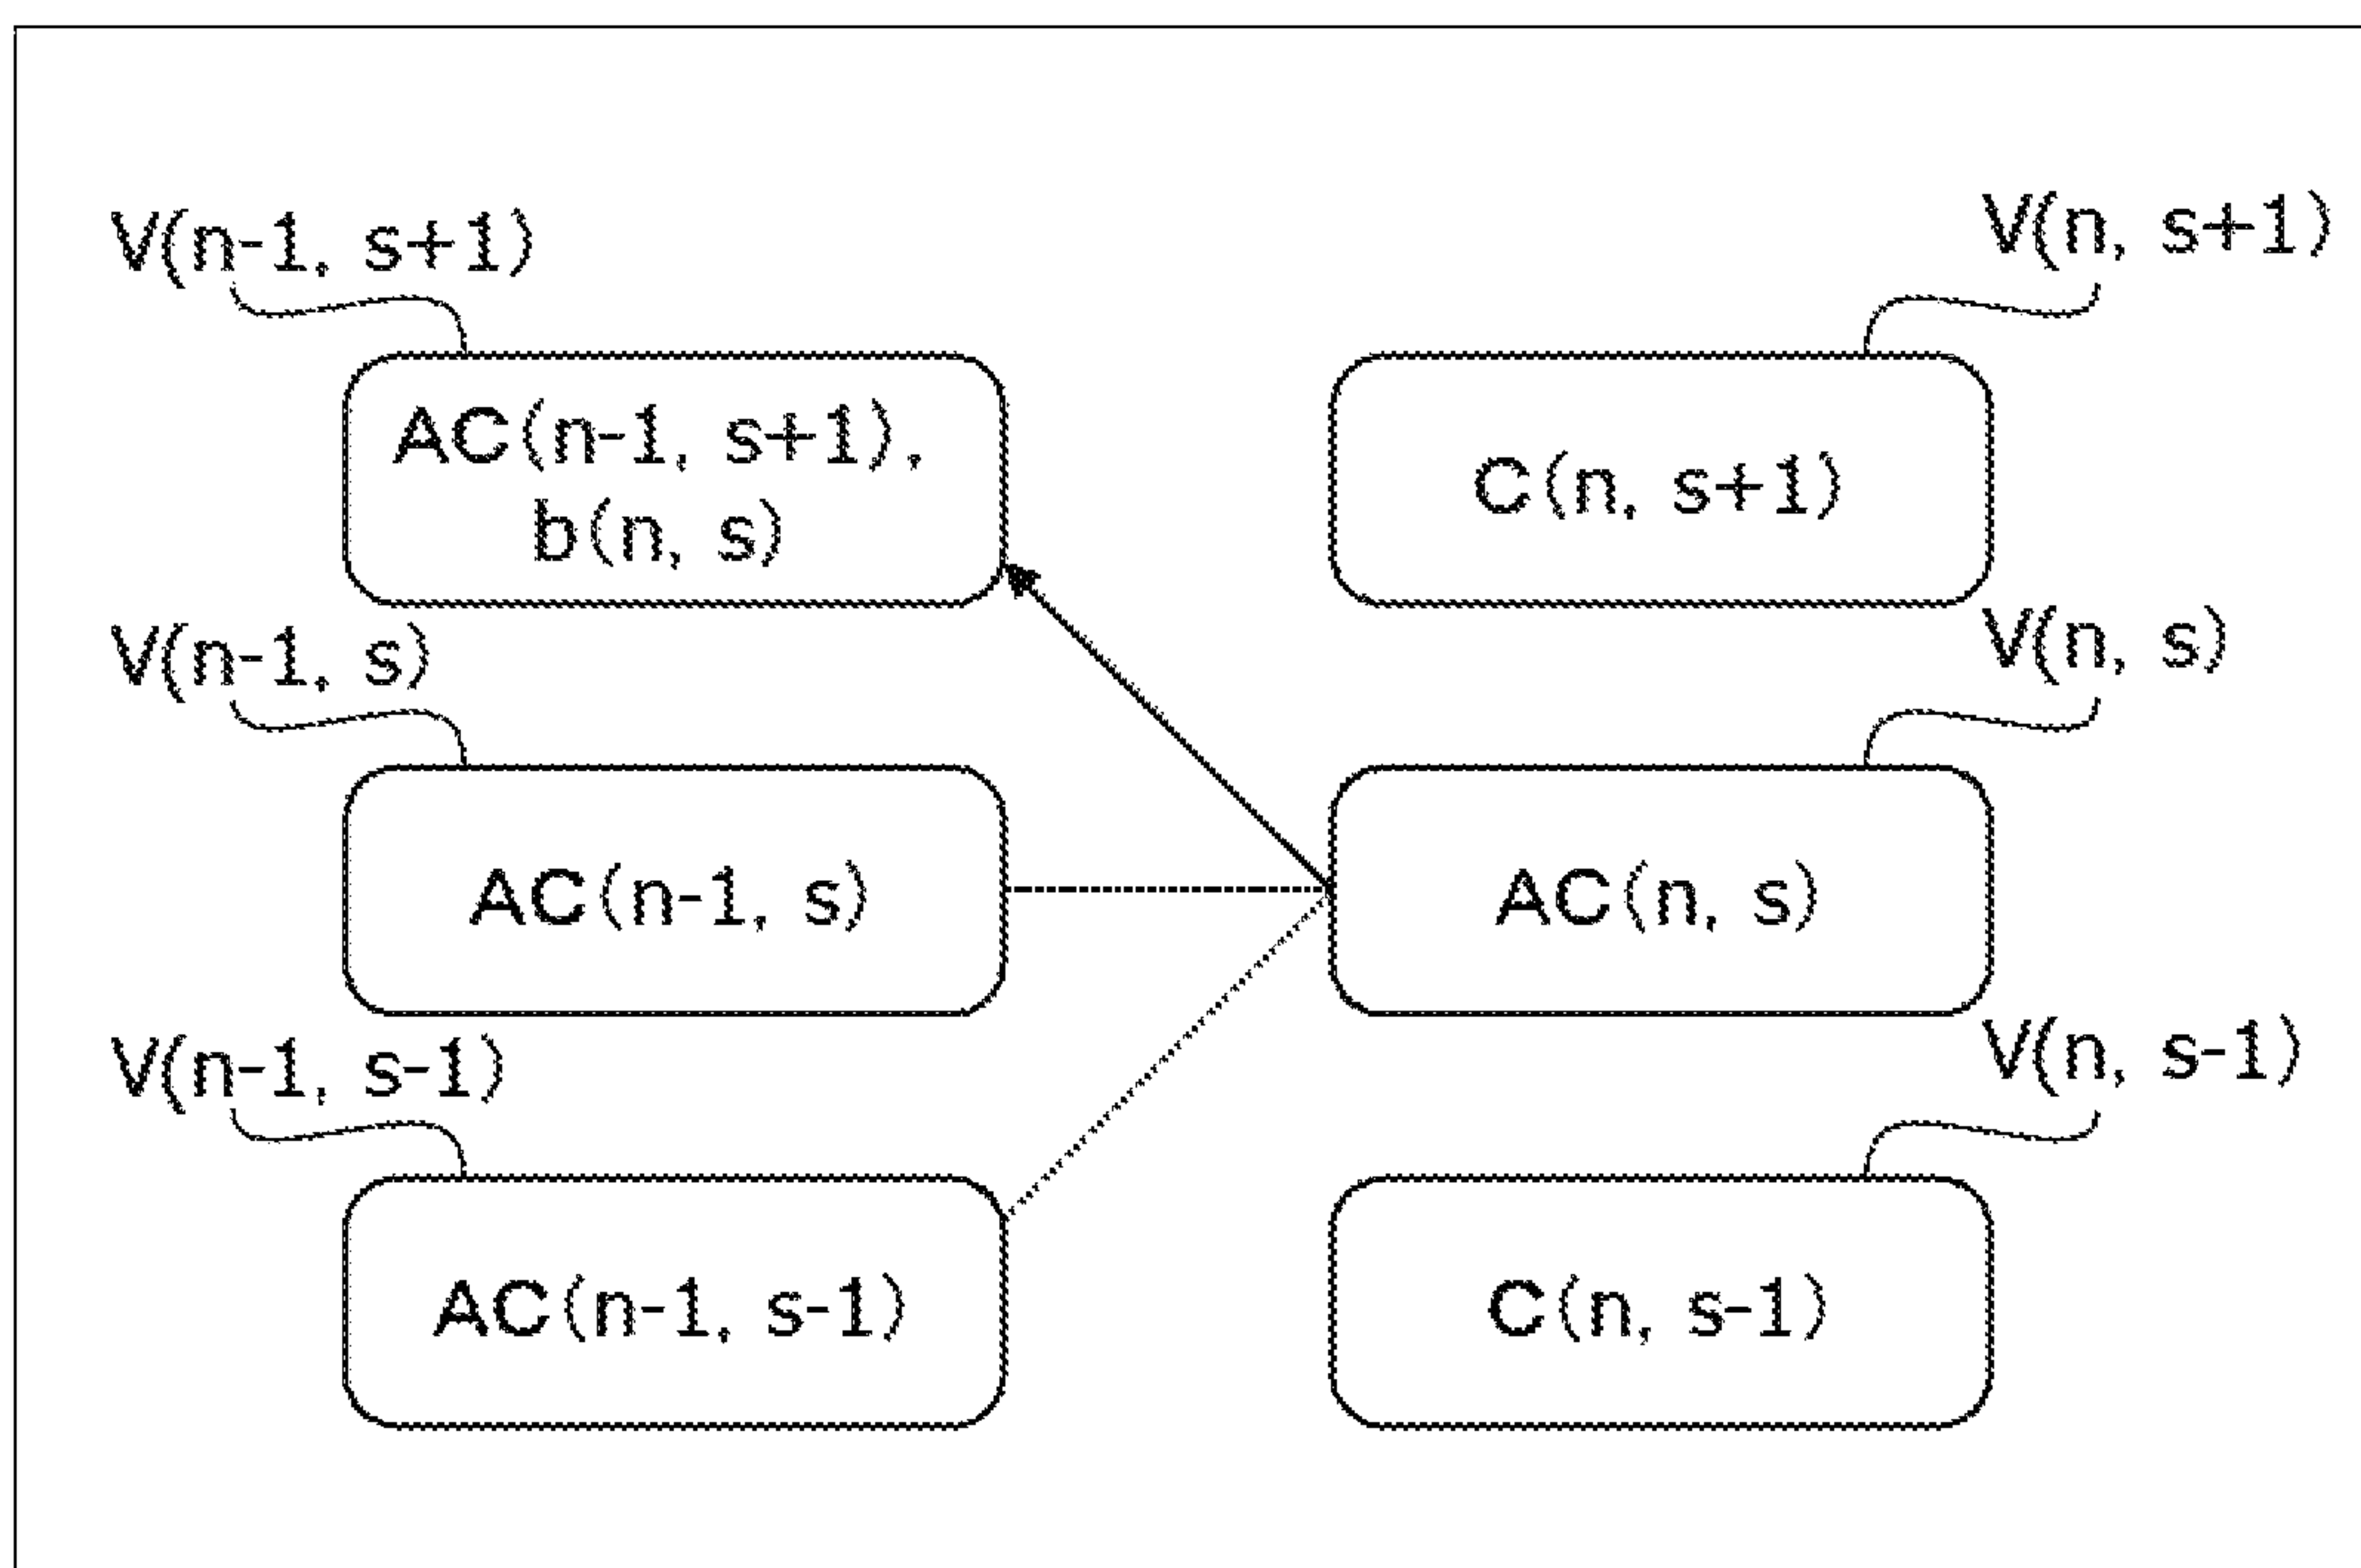 V(n-1, s+1)
V(n, s+1)
AC(n-1, s+1),
b(n, s)
C(n, s+1)
V(n-1, s)
V(n, s)
AC(n-1, s)
AC(n, s)
V(n-1, s-1)
V(n, s-1)
AC(n-1, s-1)
C(n, s-1)